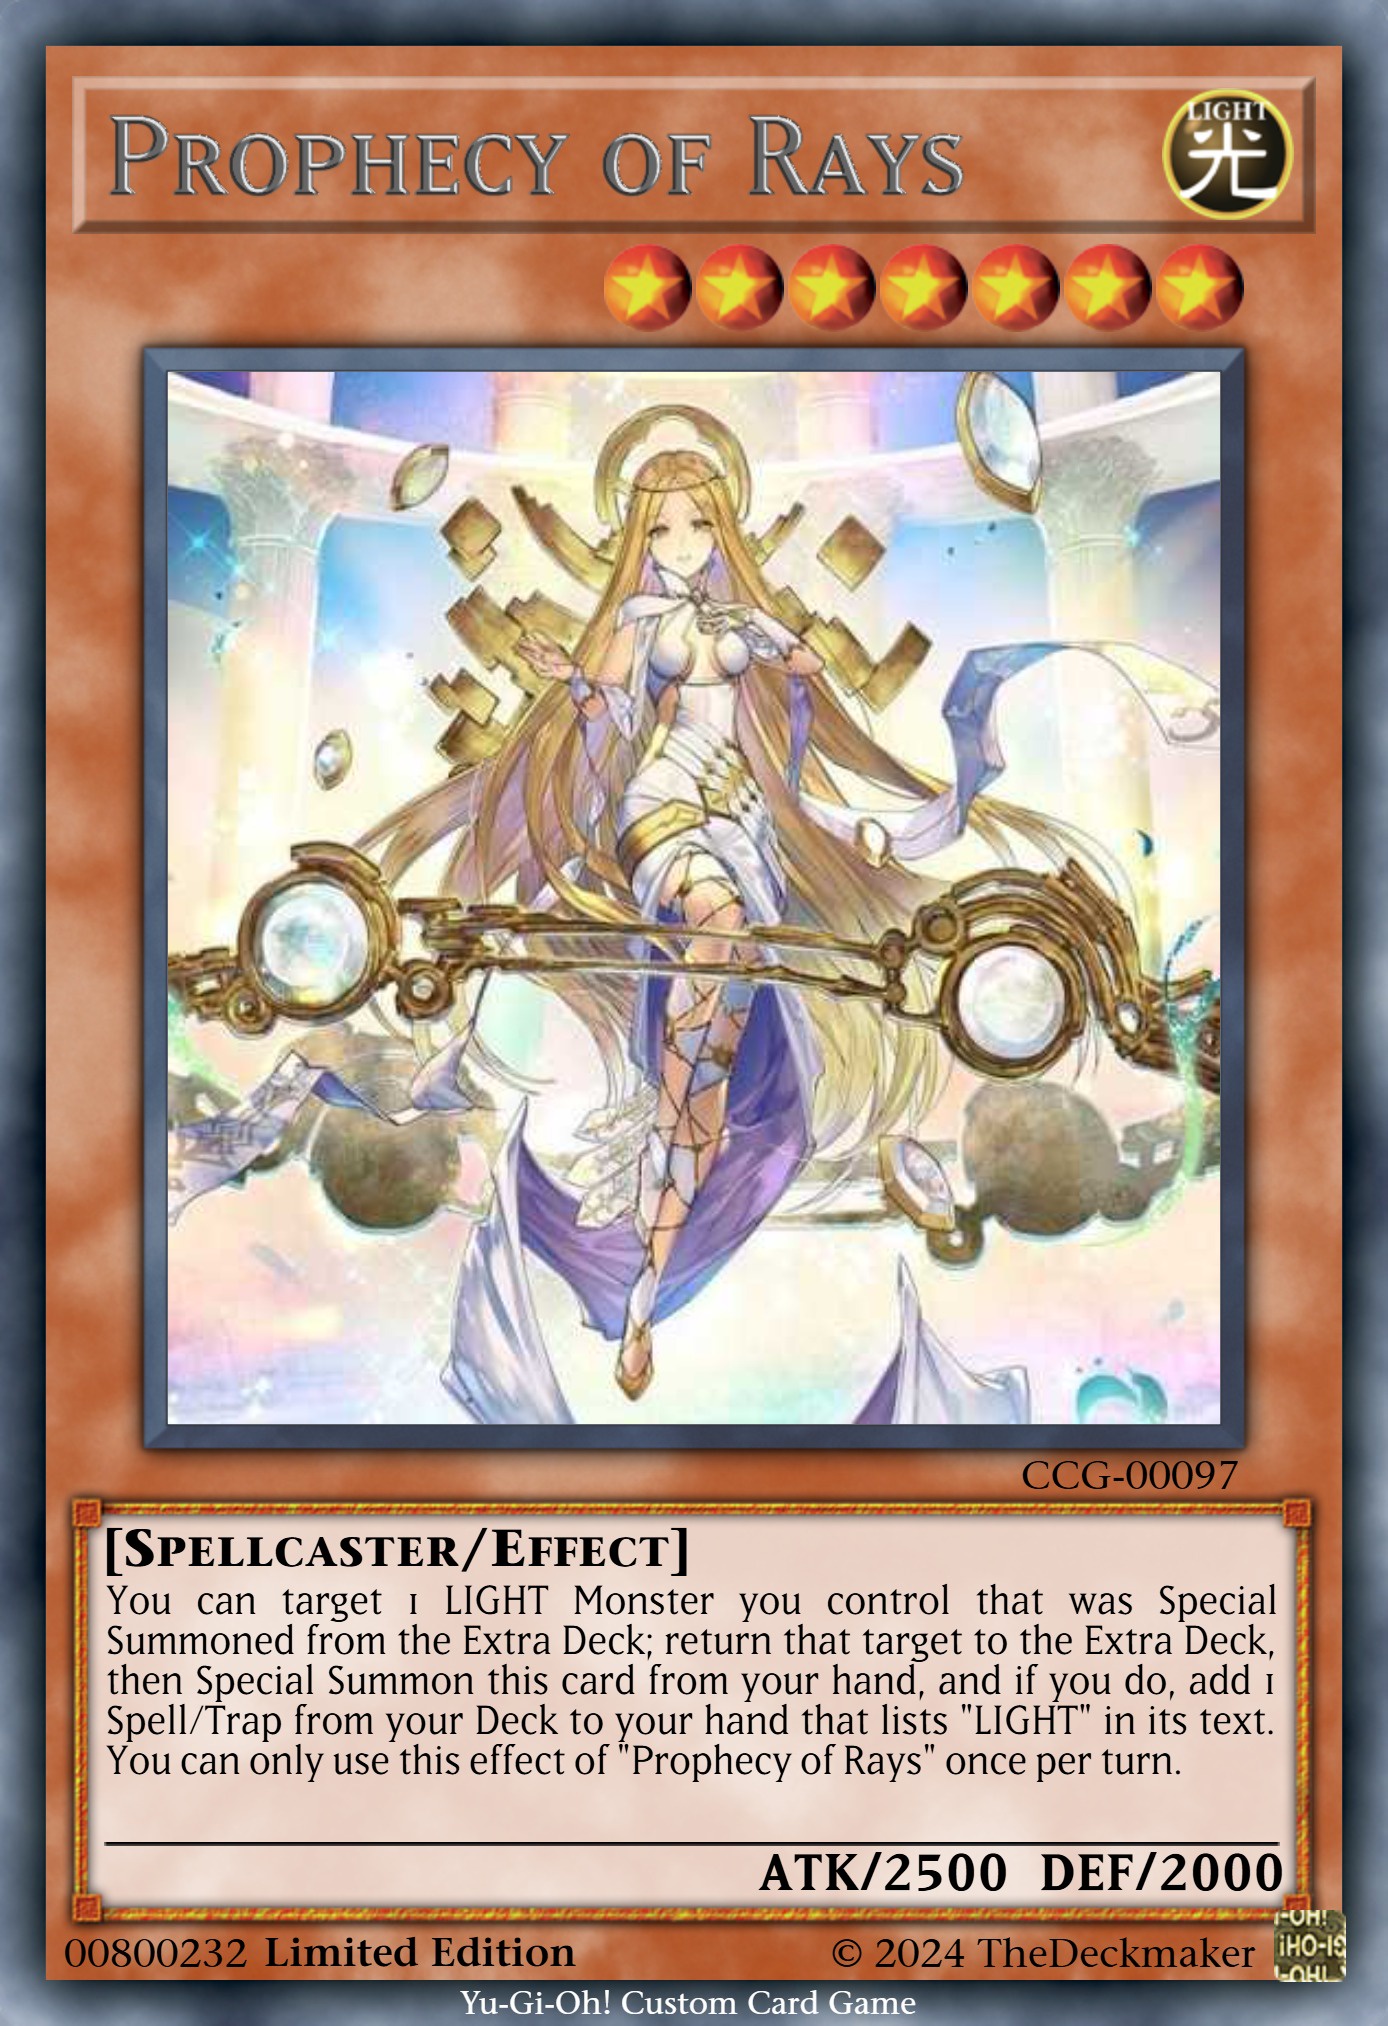 Prophecy of Rays
LIGHT
光
CCG-00097
[Spellcaster/Effect]
You can target 1 LIGHT Monster you control that was Special
Summoned from the Extra Deck; return that target to the Extra Deck,
then Special Summon this card from your hand, and if you do, add 1
Spell/Trap from your Deck to your hand that lists "LIGHT" in its text.
You can only use this effect of "Prophecy of Rays" once per turn.
ATK/2500 DEF/2000
00800232 Limited Edition
© 2024 TheDeckmaker
Yu-Gi-Oh! Custom Card Game